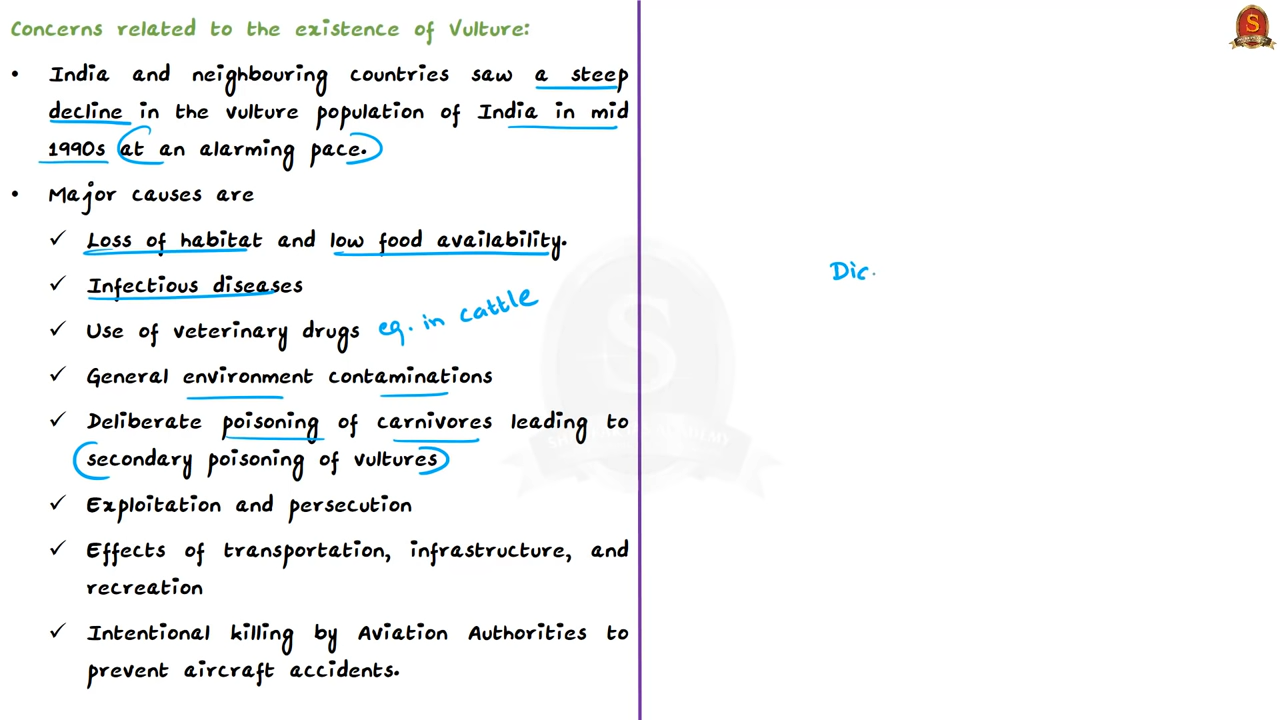 Concerns related to the existence of Vulture:
• India and neighbouring countries saw a steep
decline in the vulture population of India in mid
1990s at an alarming pace.
• Major causes are
✓ Loss of habitat and low food availability.
✓ Infectious diseases
✓ Use of veterinary drugs eg. in cattle
✓ General environment contaminations
✓ Deliberate poisoning of carnivores leading to
secondary poisoning of vultures
✓ Exploitation and persecution
✓ Effects of transportation, infrastructure, and
recreation
✓ Intentional killing by Aviation Authorities to
prevent aircraft accidents.
Dic
S